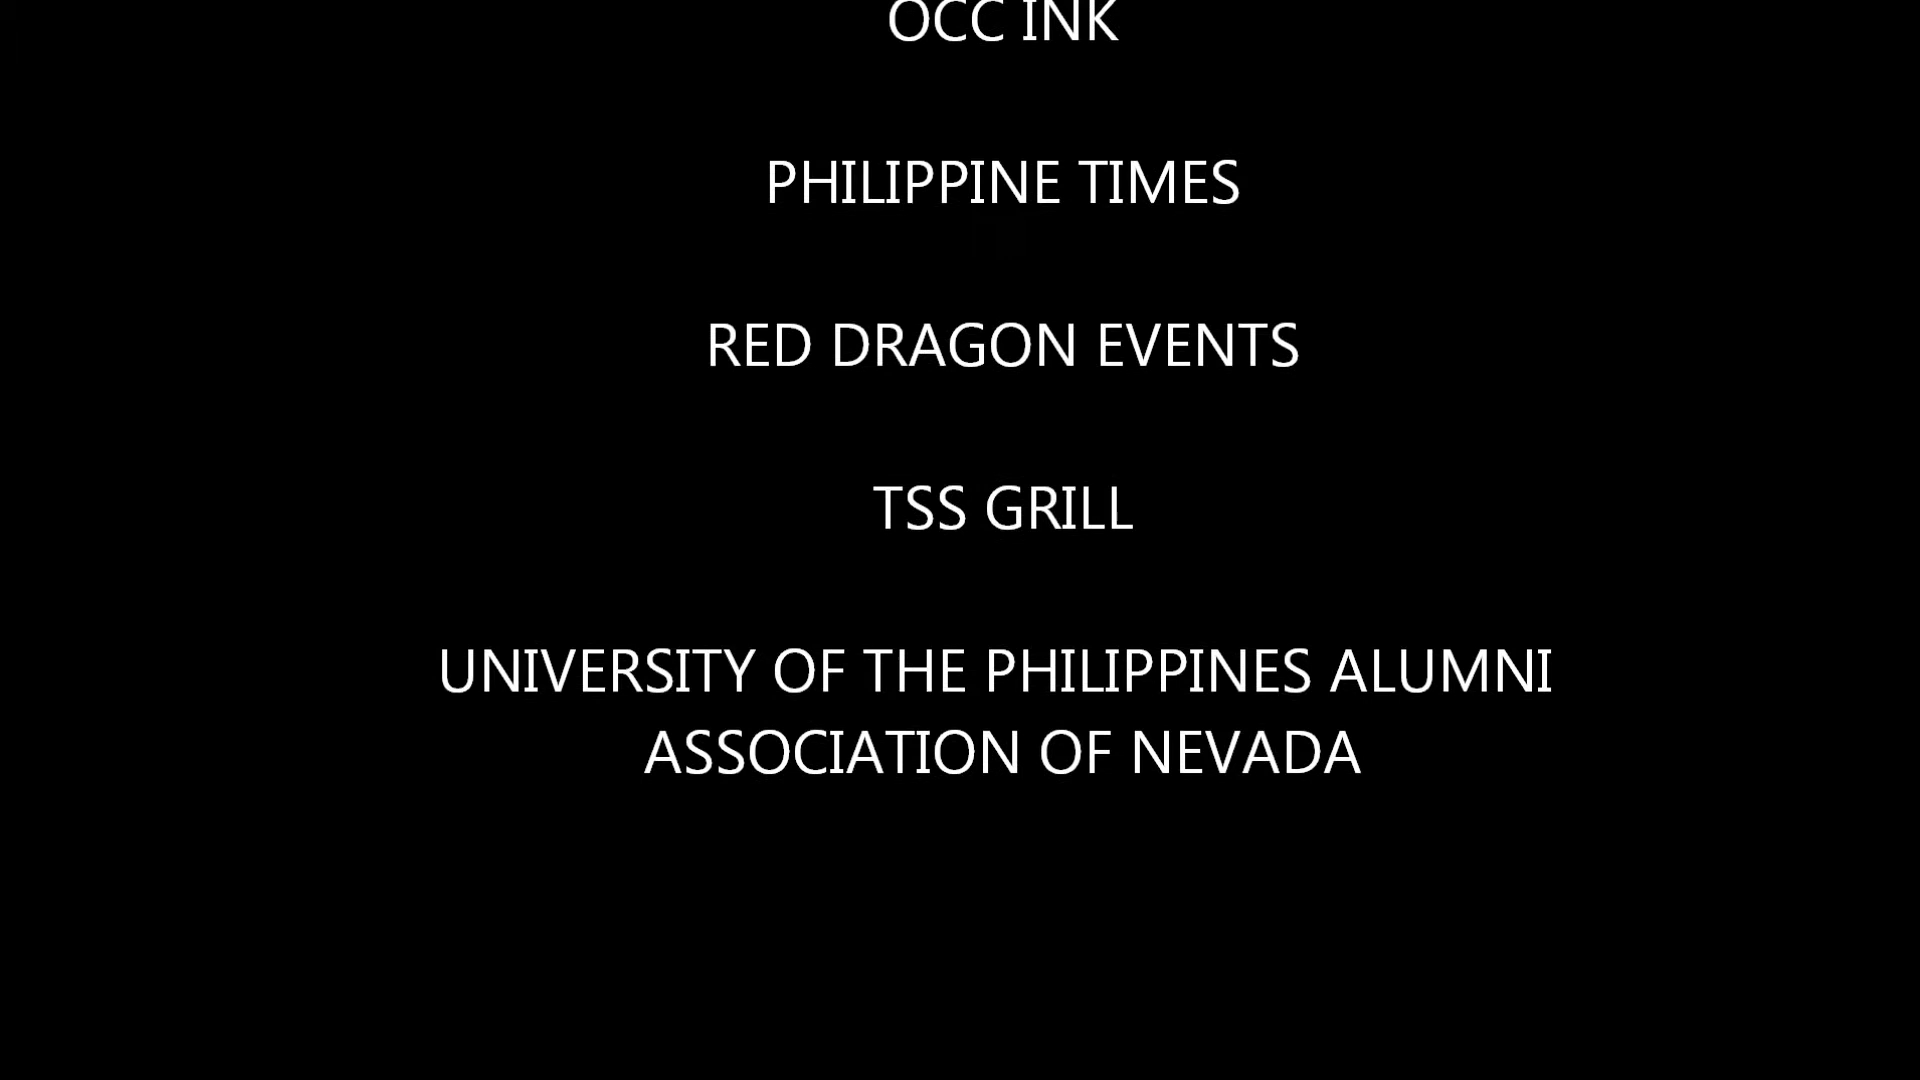 OCC INK
PHILIPPINE TIMES
RED DRAGON EVENTS
TSS GRILL
UNIVERSITY OF THE PHILIPPINES ALUMNI
ASSOCIATION OF NEVADA